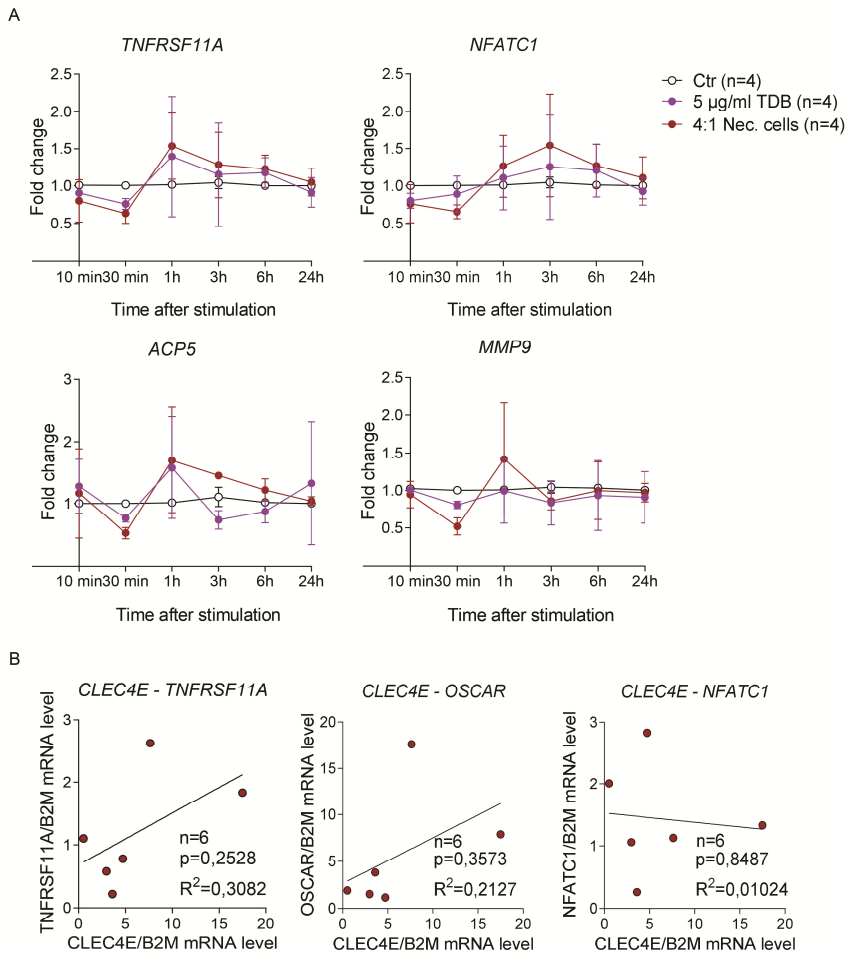 A
TNFRSF11A
2.5
2.0
1.5
1.0
0.5
Fold change
10 min 30 min 1h 3h 6h 24h
Time after stimulation
NFATC1
2.5
2.0
1.5
1.0
0.5
Fold change
10 min 30 min 1h 3h 6h 24h
Time after stimulation
Ctr (n=4)
5 µg/ml TDB (n=4)
4:1 Nec. cells (n=4)
ACP5
3
2
1
Fold change
10 min 30 min 1h 3h 6h 24h
Time after stimulation
MMP9
2.5
2.0
1.5
1.0
0.5
Fold change
10 min 30 min 1h 3h 6h 24h
Time after stimulation
B
CLEC4E - TNFRSF11A
TNFRSF11A/B2M mRNA level
3
2
1
0
n=6
p=0,2528
R2=0,3082
0 5 10 15 20
CLEC4E/B2M mRNA level
CLEC4E - OSCAR
OSCAR/B2M mRNA level
20
15
10
5
0
n=6
p=0,3573
R2=0,2127
0 5 10 15 20
CLEC4E/B2M mRNA level
CLEC4E - NFATC1
NFATC1/B2M mRNA level
3
2
1
0
n=6
p=0,8487
R2=0,01024
0 5 10 15 20
CLEC4E/B2M mRNA level